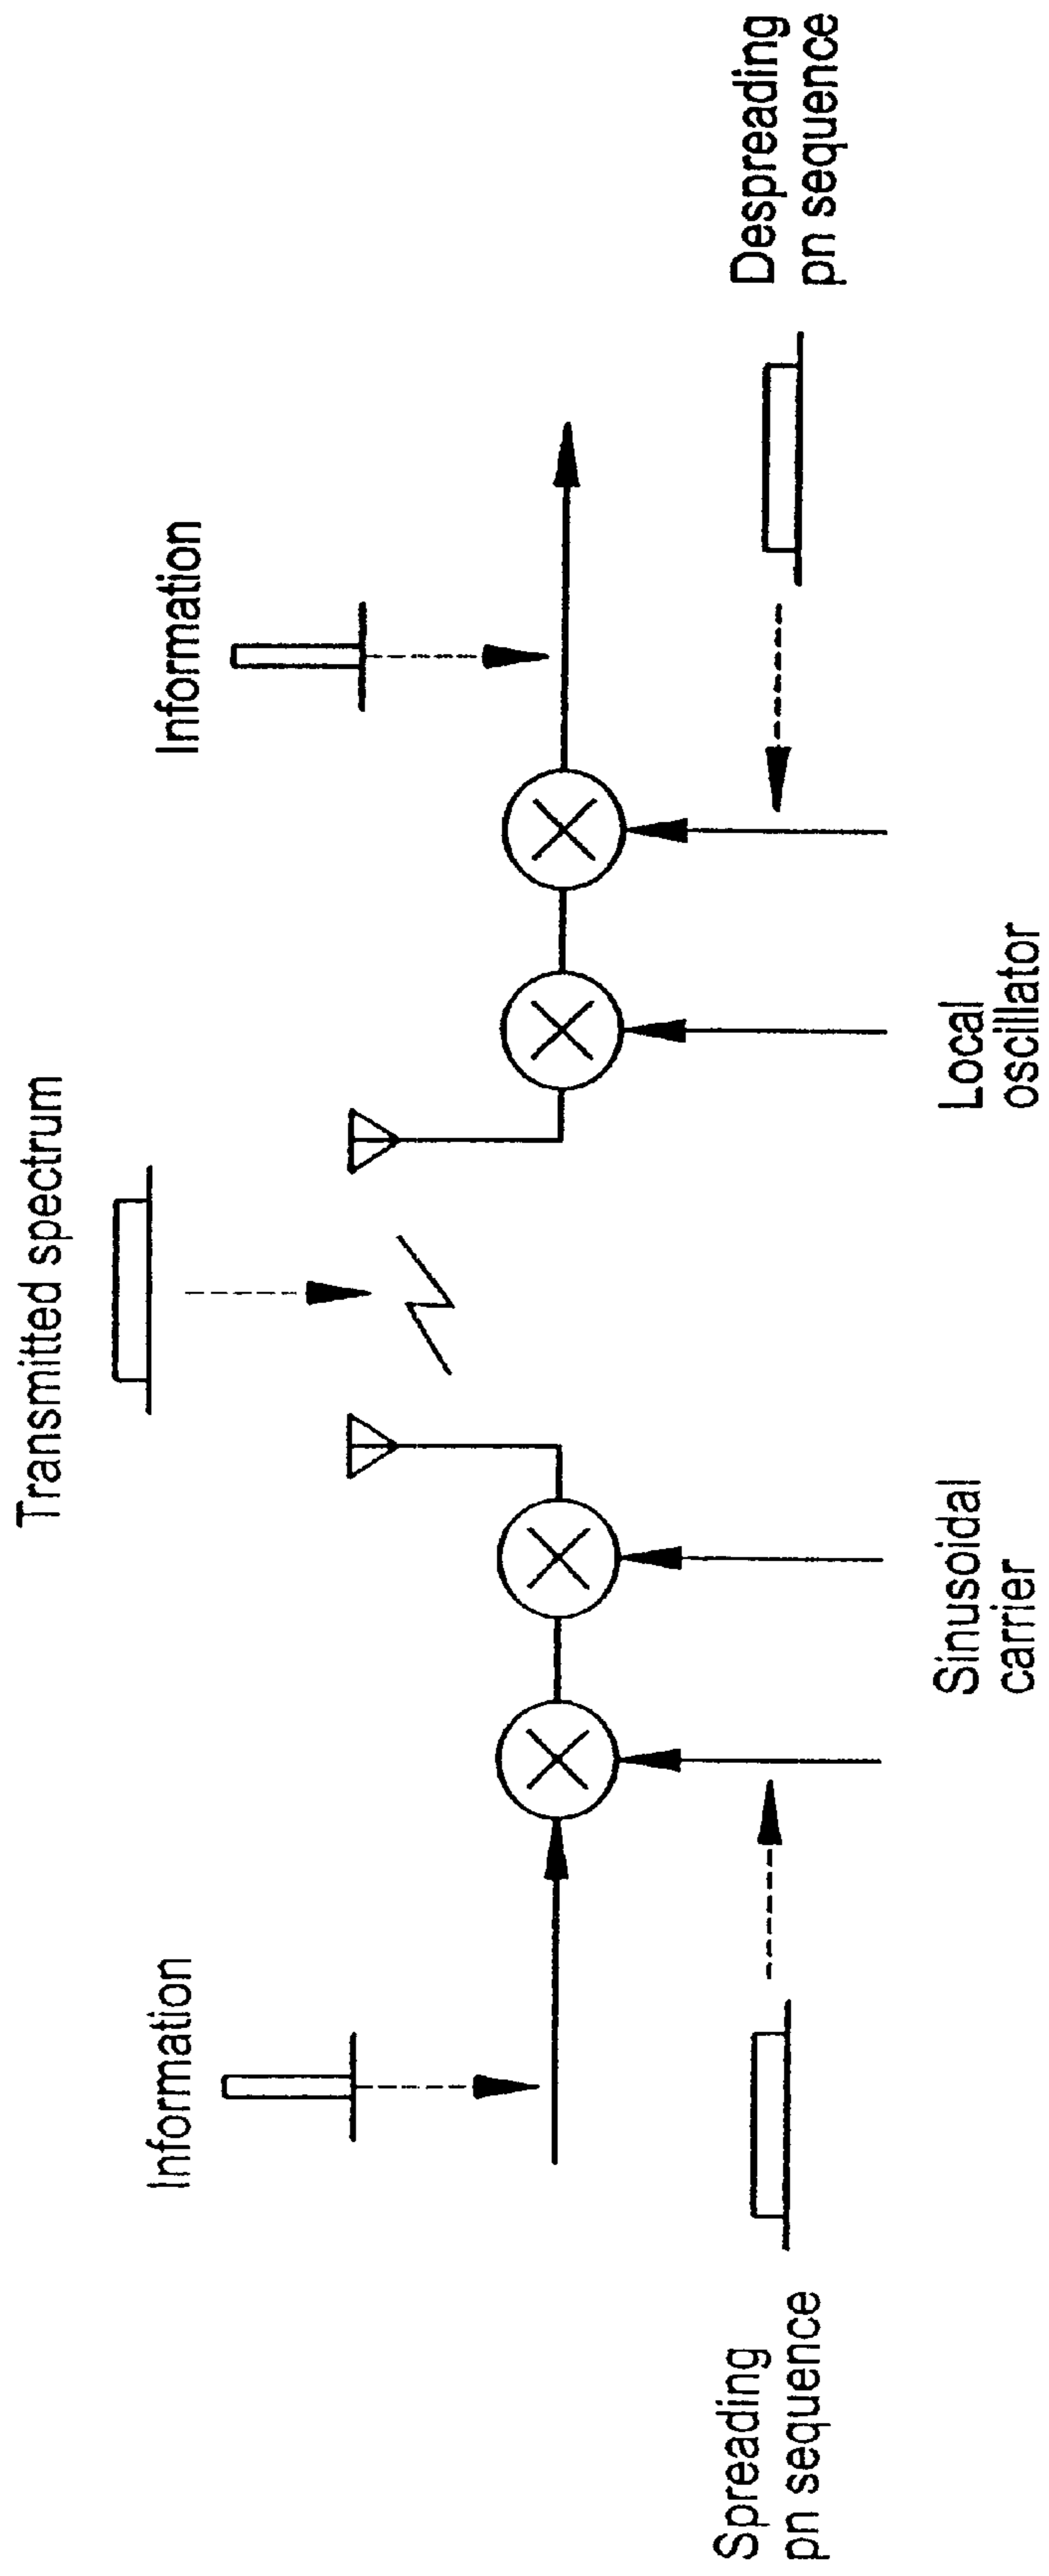 Transmitted spectrum
Information
Information
Spreading
pn sequence
Sinusoidal
carrier
Local
oscillator
Despreading
pn sequence